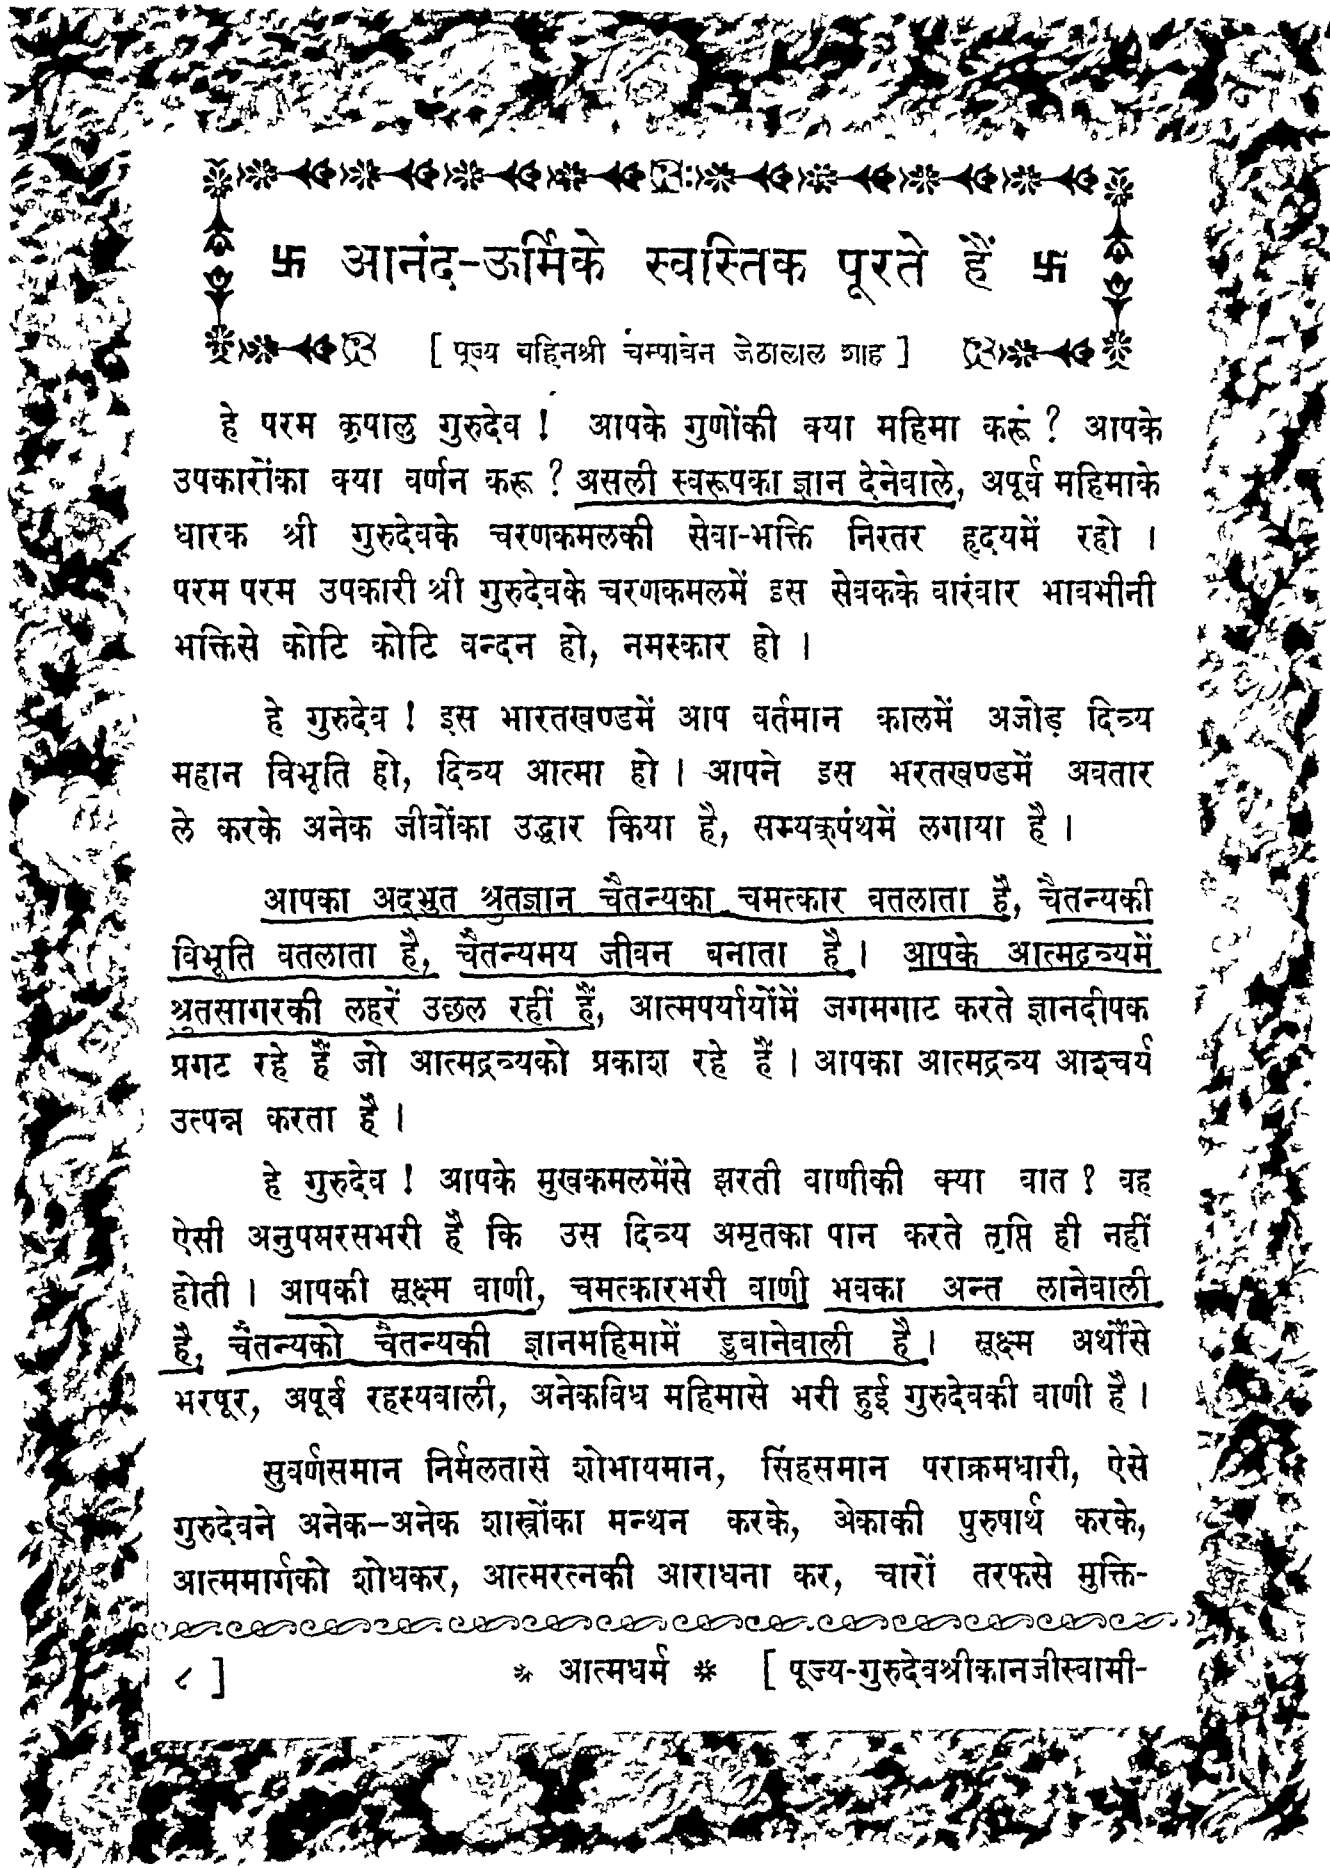 卐 आनंद-ऊर्मिके स्वस्तिक पूरते हैं 卐
[ पूज्य बहिनश्री चम्पाबेन जेठालाल शाह ]
हे परम कृपालु गुरुदेव ! आपके गुणोंकी क्या महिमा करूं ? आपके
उपकारोंका क्या वर्णन करू ? असली स्वरूपका ज्ञान देनेवाले, अपूर्व महिमाके
धारक श्री गुरुदेवके चरणकमलकी सेवा-भक्ति निरतर हृदयमें रहो ।
परम परम उपकारी श्री गुरुदेवके चरणकमलमें इस सेवकके वारंवार भावभीनी
भक्तिसे कोटि कोटि वन्दन हो, नमस्कार हो ।
हे गुरुदेव ! इस भारतखण्डमें आप वर्तमान कालमें अजोड़ दिव्य
महान विभूति हो, दिव्य आत्मा हो । आपने इस भरतखण्डमें अवतार
ले करके अनेक जीवोंका उद्धार किया है, सम्यक्पंथमें लगाया है ।
आपका अद्भुत श्रुतज्ञान चैतन्यका चमत्कार बतलाता है, चैतन्यकी
विभूति बतलाता है, चैतन्यमय जीवन बनाता है । आपके आत्मद्रव्यमें
श्रुतसागरकी लहरें उछल रहीं हैं, आत्मपर्यायोंमें जगमगाट करते ज्ञानदीपक
प्रगट रहे हैं जो आत्मद्रव्यको प्रकाश रहे हैं । आपका आत्मद्रव्य आश्चर्य
उत्पन्न करता है ।
हे गुरुदेव ! आपके मुखकमलमेंसे झरती वाणीकी क्या बात ? वह
ऐसी अनुपमरसभरी है कि उस दिव्य अमृतका पान करते तृप्ति ही नहीं
होती । आपकी सूक्ष्म वाणी, चमत्कारभरी वाणी भवका अन्त लानेवाली
है, चैतन्यको चैतन्यकी ज्ञानमहिमामें डुबानेवाली है । सूक्ष्म अर्थोंसे
भरपूर, अपूर्व रहस्यवाली, अनेकविध महिमासे भरी हुई गुरुदेवकी वाणी है ।
सुवर्णसमान निर्मलतासे शोभायमान, सिंहसमान पराक्रमधारी, ऐसे
गुरुदेवने अनेक-अनेक शास्त्रोंका मन्थन करके, अेकाकी पुरुषार्थ करके,
आत्ममार्गको शोधकर, आत्मरत्नकी आराधना कर, चारों तरफसे मुक्ति-
८ ] * आत्मधर्म * [ पूज्य-गुरुदेवश्रीकानजीस्वामी-